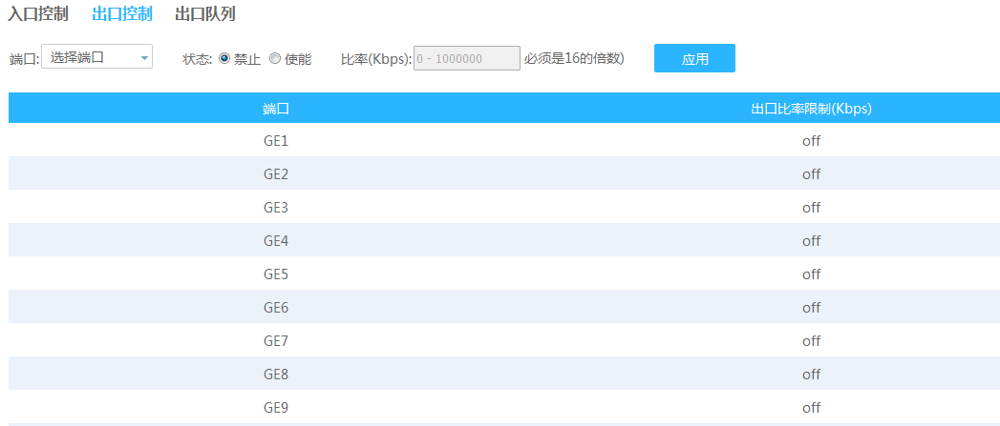 入口控制 出口控制 出口队列
端口: 选择端口 状态: 禁止 使能 比率(Kbps): 0 - 1000000 必须是16的倍数) 应用
端口 出口比率限制(Kbps)
GE1 off
GE2 off
GE3 off
GE4 off
GE5 off
GE6 off
GE7 off
GE8 off
GE9 off